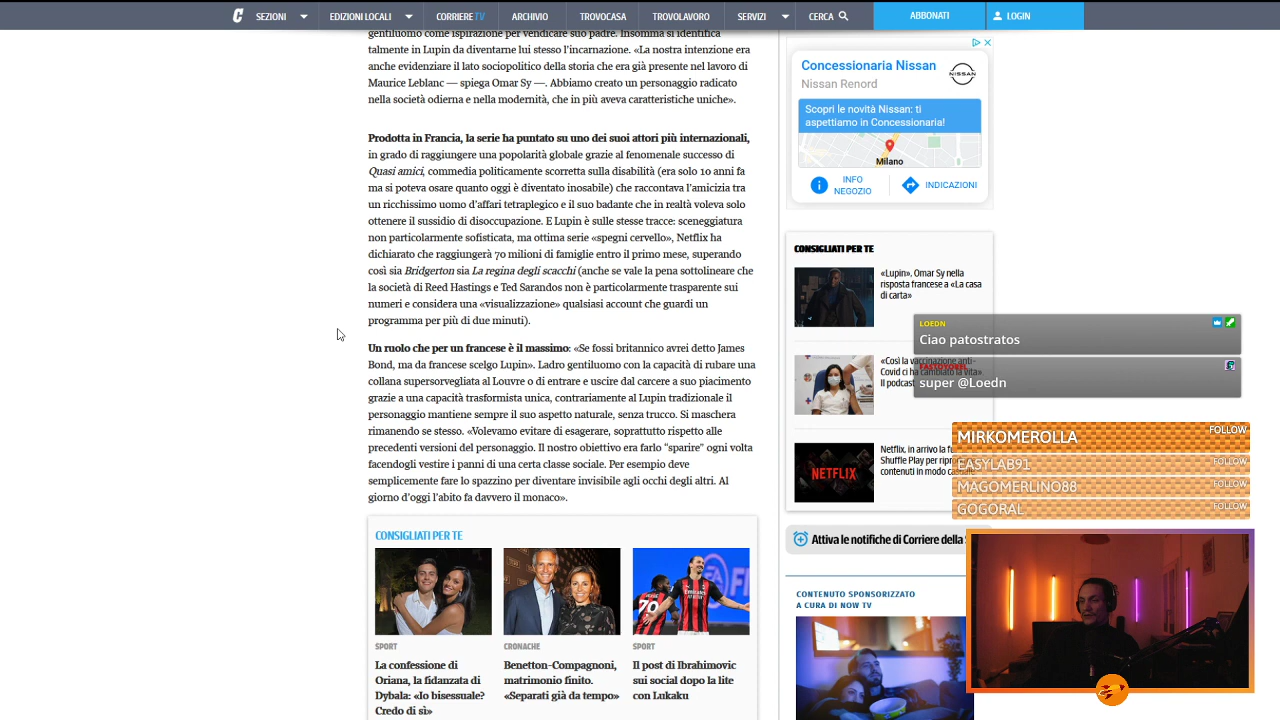 C SEZIONI EDIZIONI LOCALI CORRIERE TV ARCHIVIO TROVOCASA TROVOLAVORO SERVIZI CERCA ABBONATI LOGIN
gentiluomo come ispirazione per vendicare suo padre. Insomma si identifica
talmente in Lupin da diventarne lui stesso l'incarnazione. «La nostra intenzione era
anche evidenziare il lato sociopolitico della storia che era già presente nel lavoro di
Maurice Leblanc — spiega Omar Sy —. Abbiamo creato un personaggio radicato
nella società odierna e nella modernità, che in più aveva caratteristiche uniche».
Prodotta in Francia, la serie ha puntato su uno dei suoi attori più internazionali,
in grado di raggiungere una popolarità globale grazie al fenomenale successo di
Quasi amici, commedia politicamente scorretta sulla disabilità (era solo 10 anni fa
ma si poteva osare quanto oggi è diventato inosabile) che raccontava l'amicizia tra
un ricchissimo uomo d'affari tetraplegico e il suo badante che in realtà voleva solo
ottenere il sussidio di disoccupazione. E Lupin è sulle stesse tracce: sceneggiatura
non particolarmente sofisticata, ma ottima serie «spegni cervello», Netflix ha
dichiarato che raggiungerà 70 milioni di famiglie entro il primo mese, superando
così sia Bridgerton sia La regina degli scacchi (anche se vale la pena sottolineare che
la società di Reed Hastings e Ted Sarandos non è particolarmente trasparente sui
numeri e considera una «visualizzazione» qualsiasi account che guardi un
programma per più di due minuti).
Un ruolo che per un francese è il massimo: «Se fossi britannico avrei detto James
Bond, ma da francese scelgo Lupin». Ladro gentiluomo con la capacità di rubare una
collana supersorvegliata al Louvre o di entrare e uscire dal carcere a suo piacimento
grazie a una capacità trasformista unica, contrariamente al Lupin tradizionale il
personaggio mantiene sempre il suo aspetto naturale, senza trucco. Si maschera
rimanendo se stesso. «Volevamo evitare di esagerare, soprattutto rispetto alle
precedenti versioni del personaggio. Il nostro obiettivo era farlo "sparire" ogni volta
facendogli vestire i panni di una certa classe sociale. Per esempio deve
semplicemente fare lo spazzino per diventare invisibile agli occhi degli altri. Al
giorno d'oggi l'abito fa davvero il monaco».
CONSIGLIATI PER TE
SPORT
La confessione di
Oriana, la fidanzata di
Dybala: «Io bisessuale?
Credo di sì»
CRONACHE
Benetton-Compagnoni,
matrimonio finito.
«Separati già da tempo»
SPORT
Il post di Ibrahimovic
sui social dopo la lite
con Lukaku
Concessionaria Nissan
Nissan Renord
NISSAN
Scopri le novità Nissan: ti
aspettiamo in Concessionaria!
Milano
INFO
NEGOZIO
INDICAZIONI
CONSIGLIATI PER TE
«Lupin», Omar Sy nella
risposta francese a «La casa
di carta»
«Così la vaccinazione anti-
Covid ci ha cambiato la vita».
Il podcast
NETFLIX
Netflix, in arrivo la
Shuffle Play per
contenuti in modo
Attiva le notifiche di Corriere della
CONTENUTO SPONSORIZZATO
A CURA DI NOW TV
LOEDN
Ciao patostratos
super @Loedn
MIRKOMEROLLA FOLLOW
EASYLAB91 FOLLOW
MAGOMERLINO88 FOLLOW
GOGORAL FOLLOW